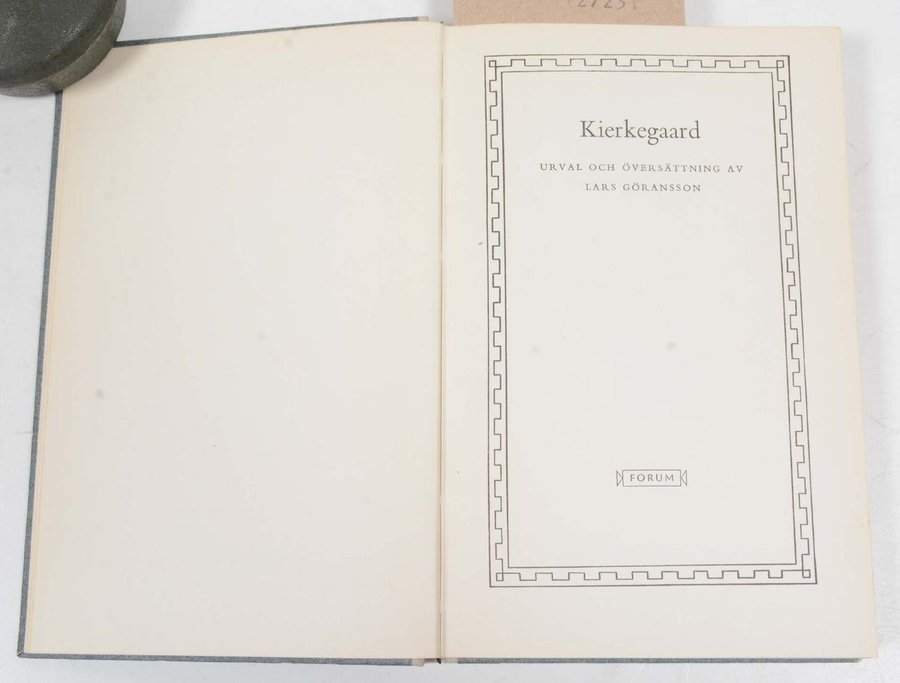 Kierkegaard
URVAL OCH ÖVERSÄTTNING AV
LARS GÖRANSSON
FORUM